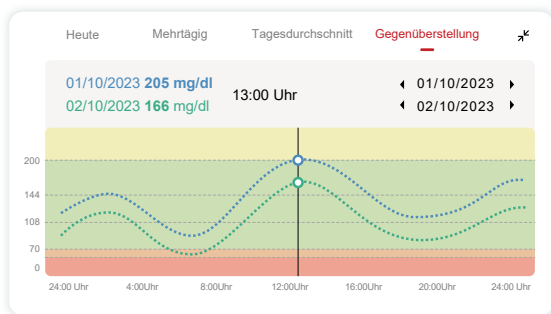 Heute Mehrtägig Tagesdurchschnitt Gegenüberstellung
01/10/2023 205 mg/dl
02/10/2023 166 mg/dl
13:00 Uhr
01/10/2023
02/10/2023
200
144
108
70
0
24:00 Uhr 4:00Uhr 8:00Uhr 12:00Uhr 16:00Uhr 20:00Uhr 24:00 Uhr